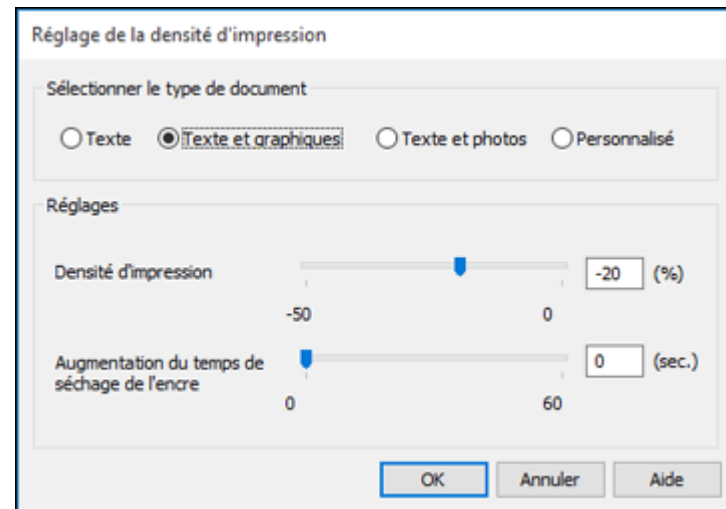 Réglage de la densité d'impression
Sélectionner le type de document
Texte Texte et graphiques Texte et photos Personnalisé
Réglages
Densité d'impression -20 (%)
-50 0
Augmentation du temps de 0 (sec.)
séchage de l'encre
0 60
OK Annuler Aide